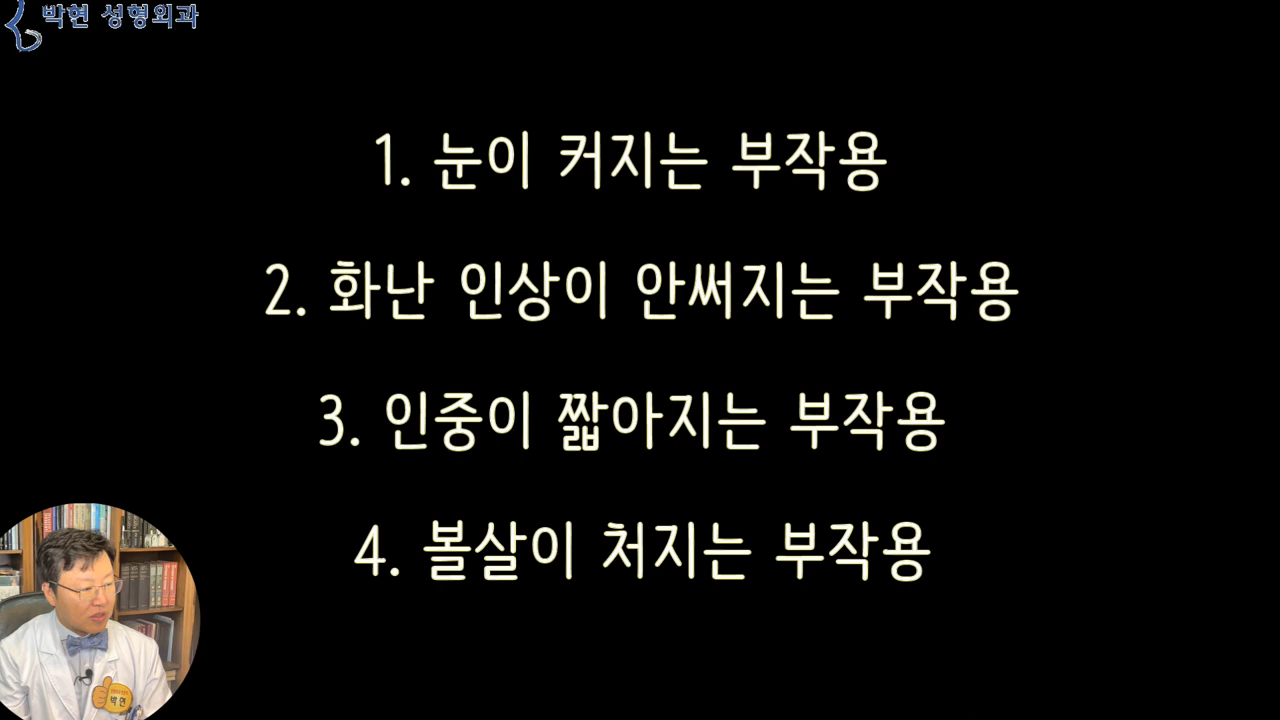 박현 성형외과
1. 눈이 커지는 부작용
2. 화난 인상이 안써지는 부작용
3. 인중이 짧아지는 부작용
4. 볼살이 처지는 부작용
박현